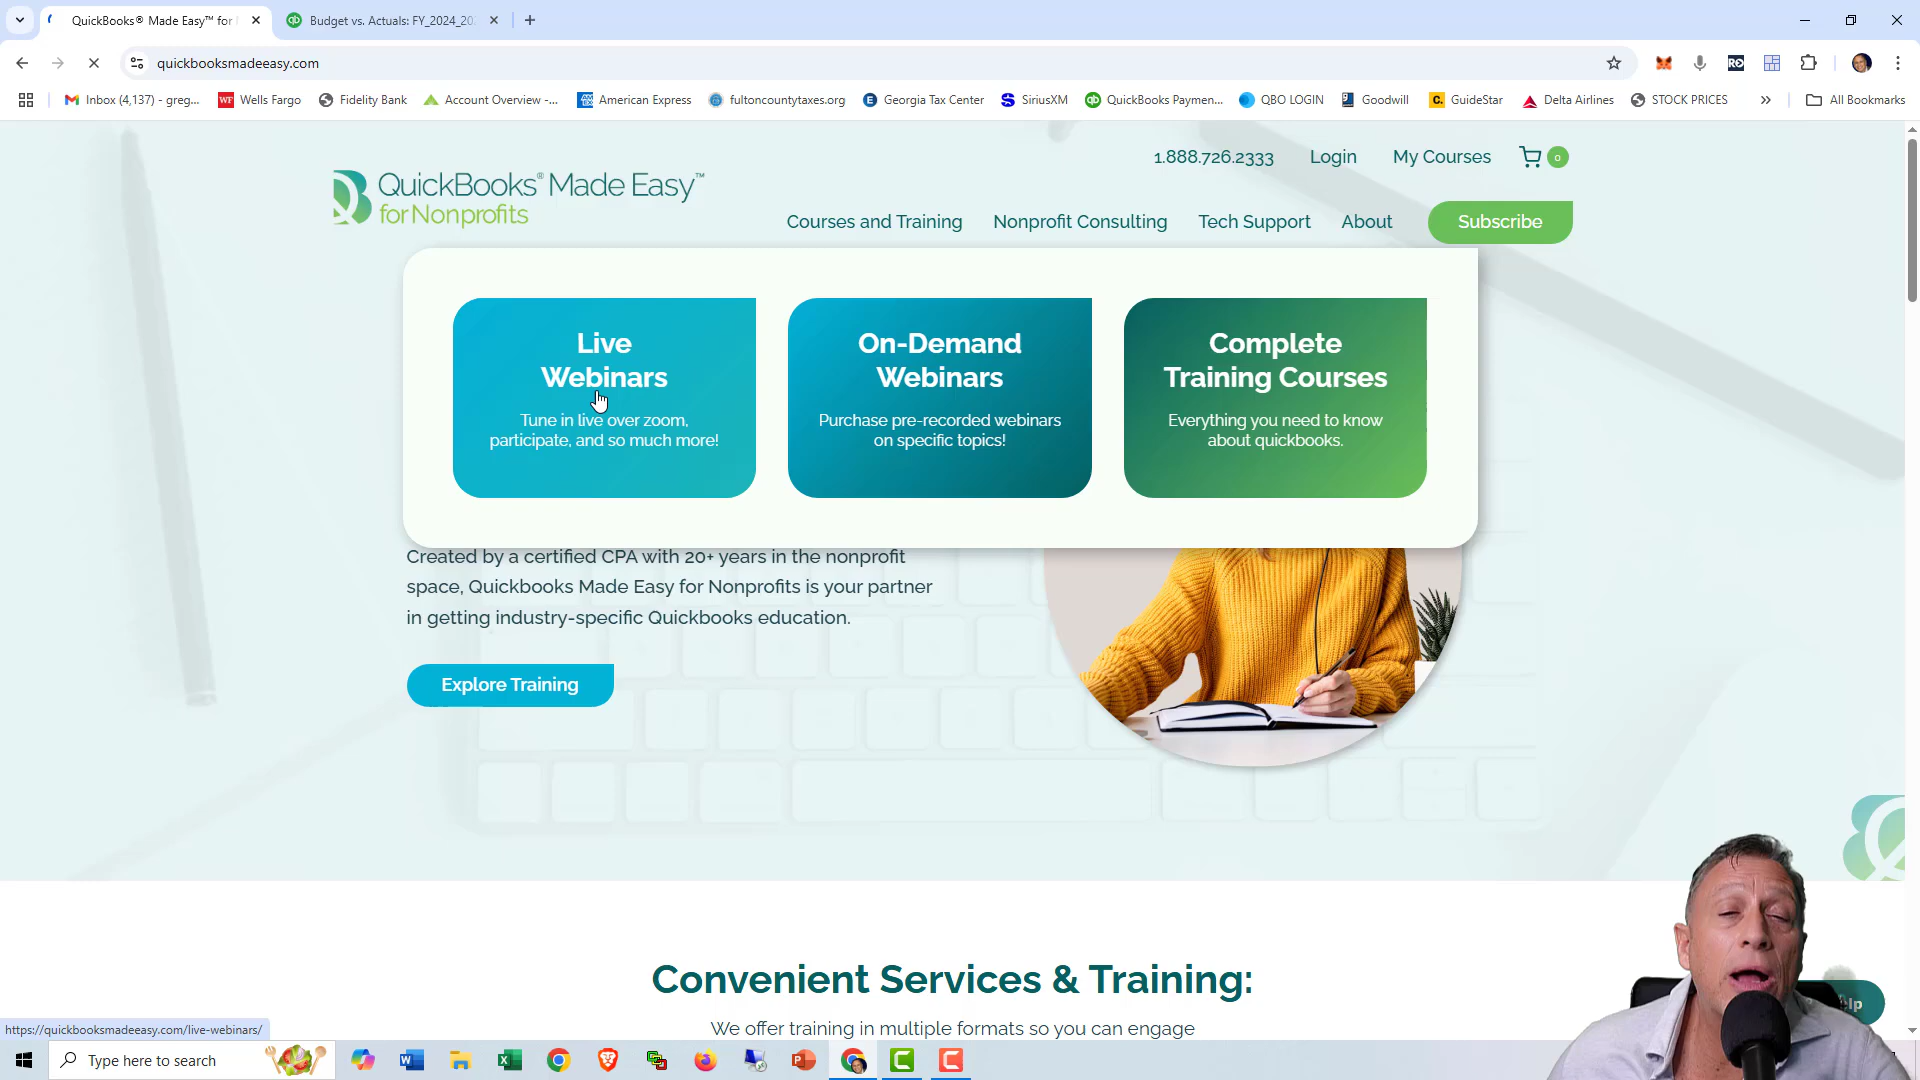 QuickBooks® Made Easy™ for
Budget vs. Actuals: FY_2024_20
quickbooksmadeeasy.com
Inbox (4,137) - greg...
Wells Fargo
Fidelity Bank
Account Overview -...
American Express
fultoncountytaxes.org
Georgia Tax Center
SiriusXM
QuickBooks Paymen...
QBO LOGIN
Goodwill
GuideStar
Delta Airlines
STOCK PRICES
All Bookmarks
1.888.726.2333
Login
My Courses
0
QuickBooks® Made Easy™
for Nonprofits
Courses and Training
Nonprofit Consulting
Tech Support
About
Subscribe
Live
Webinars
Tune in live over zoom,
participate, and so much more!
On-Demand
Webinars
Purchase pre-recorded webinars
on specific topics!
Complete
Training Courses
Everything you need to know
about quickbooks.
Created by a certified CPA with 20+ years in the nonprofit
space, Quickbooks Made Easy for Nonprofits is your partner
in getting industry-specific Quickbooks education.
Explore Training
Convenient Services & Training:
We offer training in multiple formats so you can engage
https://quickbooksmadeeasy.com/live-webinars/
Type here to search